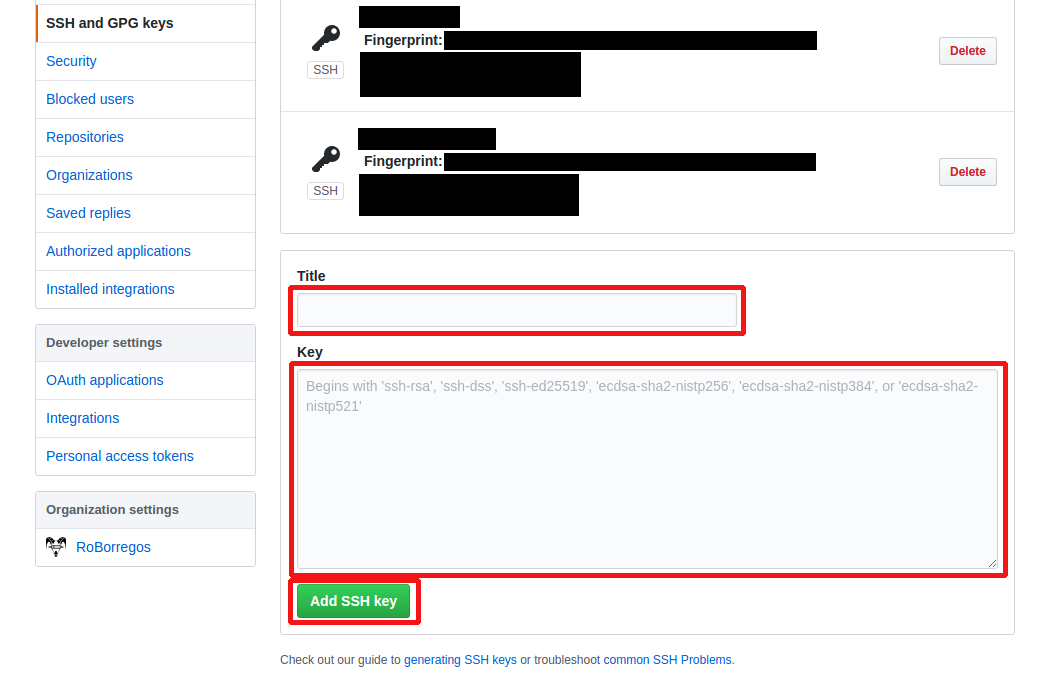 SSH and GPG keys
Security
Blocked users
Repositories
Organizations
Saved replies
Authorized applications
Installed integrations
Developer settings
OAuth applications
Integrations
Personal access tokens
Organization settings
RoBorregos
Fingerprint:
SSH
Delete
Fingerprint:
SSH
Delete
Title
Key
Begins with 'ssh-rsa', 'ssh-dss', 'ssh-ed25519', 'ecdsa-sha2-nistp256', 'ecdsa-sha2-nistp384', or 'ecdsa-sha2-
nistp521'
Add SSH key
Check out our guide to generating SSH keys or troubleshoot common SSH Problems.